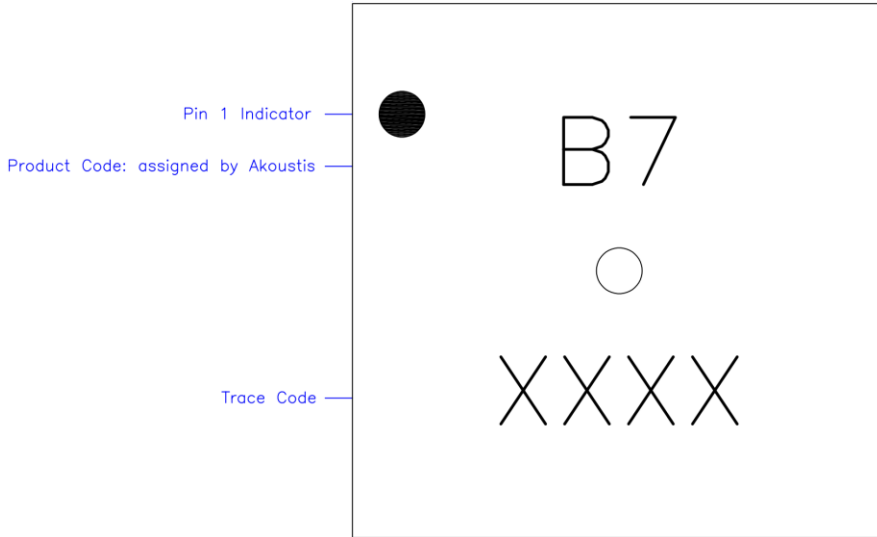 Pin 1 Indicator
B7
Product Code: assigned by Akoustis
Trace Code
XXXX